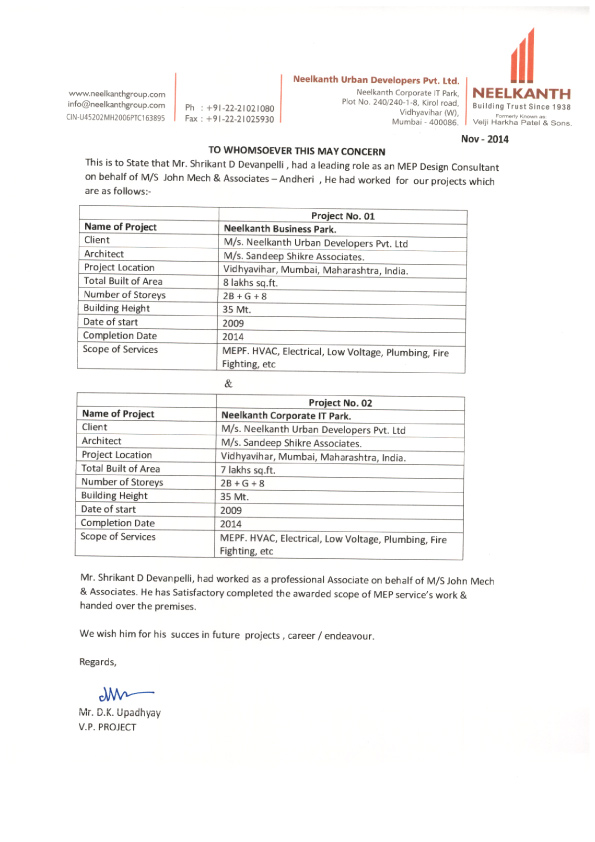 www.neelkanthgroup.com
info@neelkanthgroup.com
CIN-U45202MH2006PTC163895
Ph : +91-22-21021080
Fax : +91-22-21025930
Neelkanth Urban Developers Pvt. Ltd.
Neelkanth Corporate IT Park,
Plot No. 240/240-1-8, Kirol road,
Vidhyavihar (W),
Mumbai - 400086.
NEELKANTH
Building Trust Since 1938
Formerly Known as
Velji Harkha Patel & Sons.
Nov - 2014
TO WHOMSOEVER THIS MAY CONCERN
This is to State that Mr. Shrikant D Devanpelli , had a leading role as an MEP Design Consultant
on behalf of M/S John Mech & Associates – Andheri , He had worked for our projects which
are as follows:-
Project No. 01
Name of Project Neelkanth Business Park.
Client M/s. Neelkanth Urban Developers Pvt. Ltd
Architect M/s. Sandeep Shikre Associates.
Project Location Vidhyavihar, Mumbai, Maharashtra, India.
Total Built of Area 8 lakhs sq.ft.
Number of Storeys 2B + G + 8
Building Height 35 Mt.
Date of start 2009
Completion Date 2014
Scope of Services MEPF. HVAC, Electrical, Low Voltage, Plumbing, Fire
Fighting, etc
&
Project No. 02
Name of Project Neelkanth Corporate IT Park.
Client M/s. Neelkanth Urban Developers Pvt. Ltd
Architect M/s. Sandeep Shikre Associates.
Project Location Vidhyavihar, Mumbai, Maharashtra, India.
Total Built of Area 7 lakhs sq.ft.
Number of Storeys 2B + G + 8
Building Height 35 Mt.
Date of start 2009
Completion Date 2014
Scope of Services MEPF. HVAC, Electrical, Low Voltage, Plumbing, Fire
Fighting, etc
Mr. Shrikant D Devanpelli, had worked as a professional Associate on behalf of M/S John Mech
& Associates. He has Satisfactory completed the awarded scope of MEP service's work &
handed over the premises.
We wish him for his succes in future projects , career / endeavour.
Regards,
Mr. D.K. Upadhyay
V.P. PROJECT